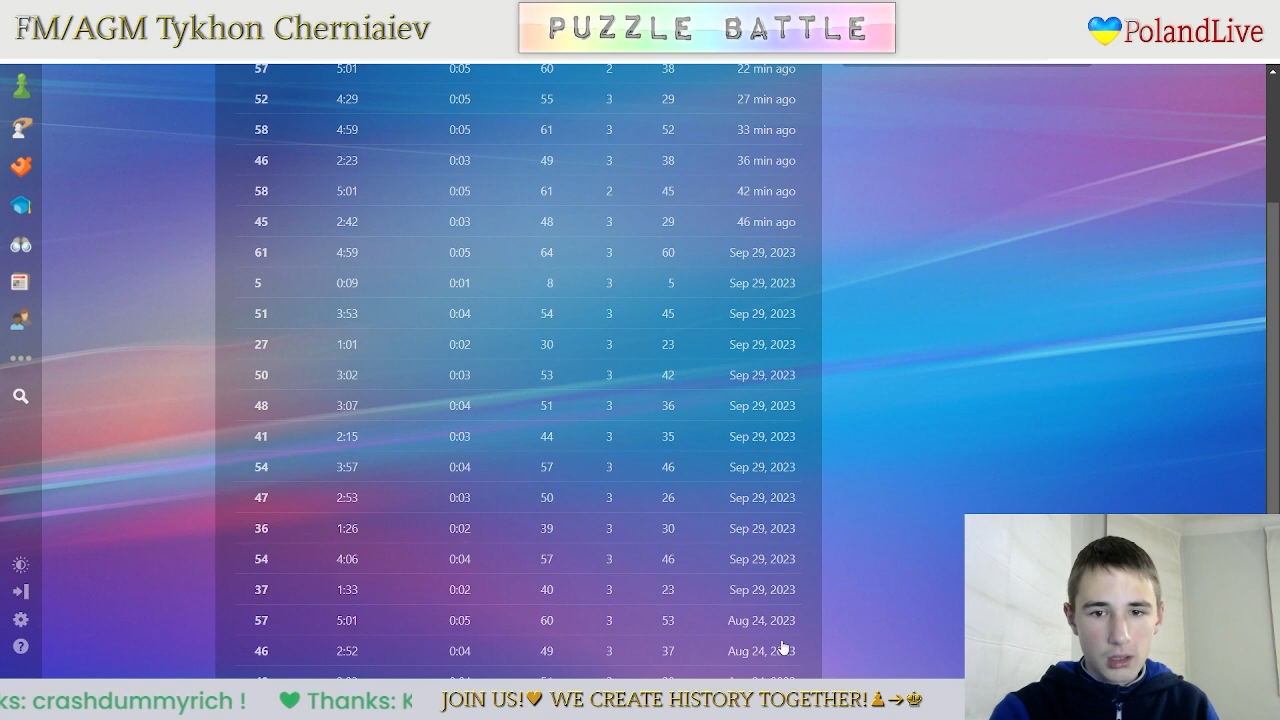 FM/AGM Tykhon Cherniaiev
PUZZLE BATTLE
PolandLive
57 5:01 0:05 60 2 38 22 min ago
52 4:29 0:05 55 3 29 27 min ago
58 4:59 0:05 61 3 52 33 min ago
46 2:23 0:03 49 3 38 36 min ago
58 5:01 0:05 61 2 45 42 min ago
45 2:42 0:03 48 3 29 46 min ago
61 4:59 0:05 64 3 60 Sep 29, 2023
5 0:09 0:01 8 3 5 Sep 29, 2023
51 3:53 0:04 54 3 45 Sep 29, 2023
27 1:01 0:02 30 3 23 Sep 29, 2023
50 3:02 0:03 53 3 42 Sep 29, 2023
48 3:07 0:04 51 3 36 Sep 29, 2023
41 2:15 0:03 44 3 35 Sep 29, 2023
54 3:57 0:04 57 3 46 Sep 29, 2023
47 2:53 0:03 50 3 26 Sep 29, 2023
36 1:26 0:02 39 3 30 Sep 29, 2023
54 4:06 0:04 57 3 46 Sep 29, 2023
37 1:33 0:02 40 3 23 Sep 29, 2023
57 5:01 0:05 60 3 53 Aug 24, 2023
46 2:52 0:04 49 3 37 Aug 24,
ks: crashdummyrich ! Thanks: K
JOIN US! WE CREATE HISTORY TOGETHER!